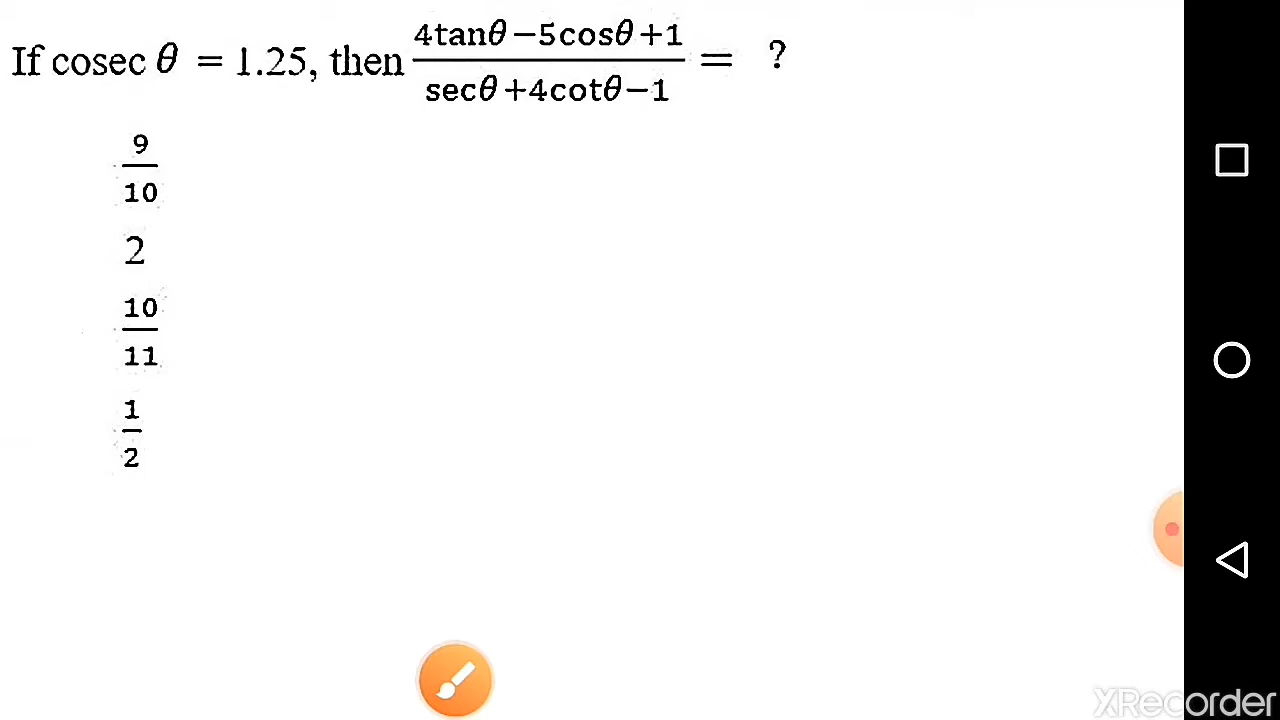 If cosec θ = 1.25, then (4tanθ −5cosθ +1)/(secθ +4cotθ −1) = ?
9/10
2
10/11
1/2
XRecorder